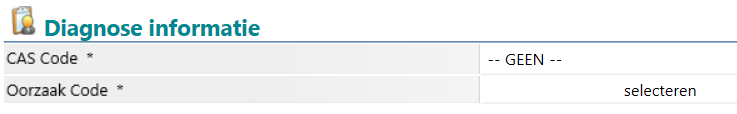 Diagnose informatie
CAS Code * -- GEEN --
Oorzaak Code * selecteren